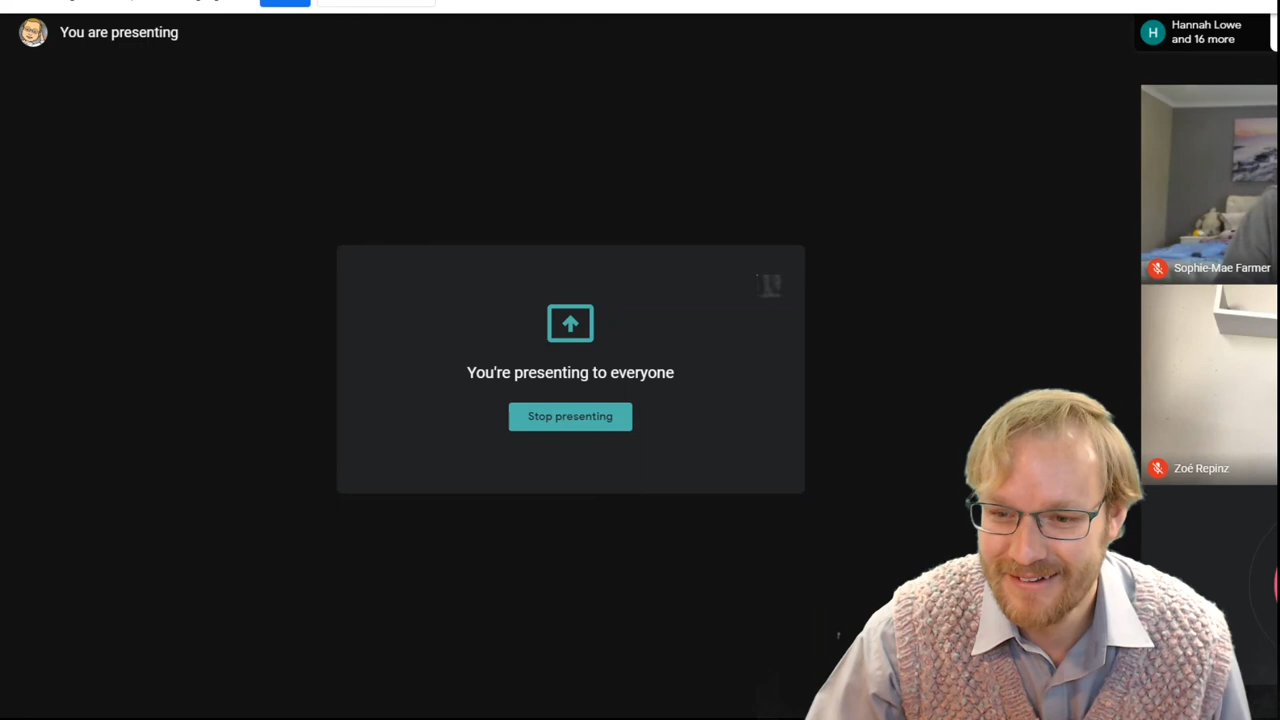 You are presenting
H
Hannah Lowe
and 16 more
Sophie-Mae Farmer
You're presenting to everyone
Stop presenting
Zoé Repinz